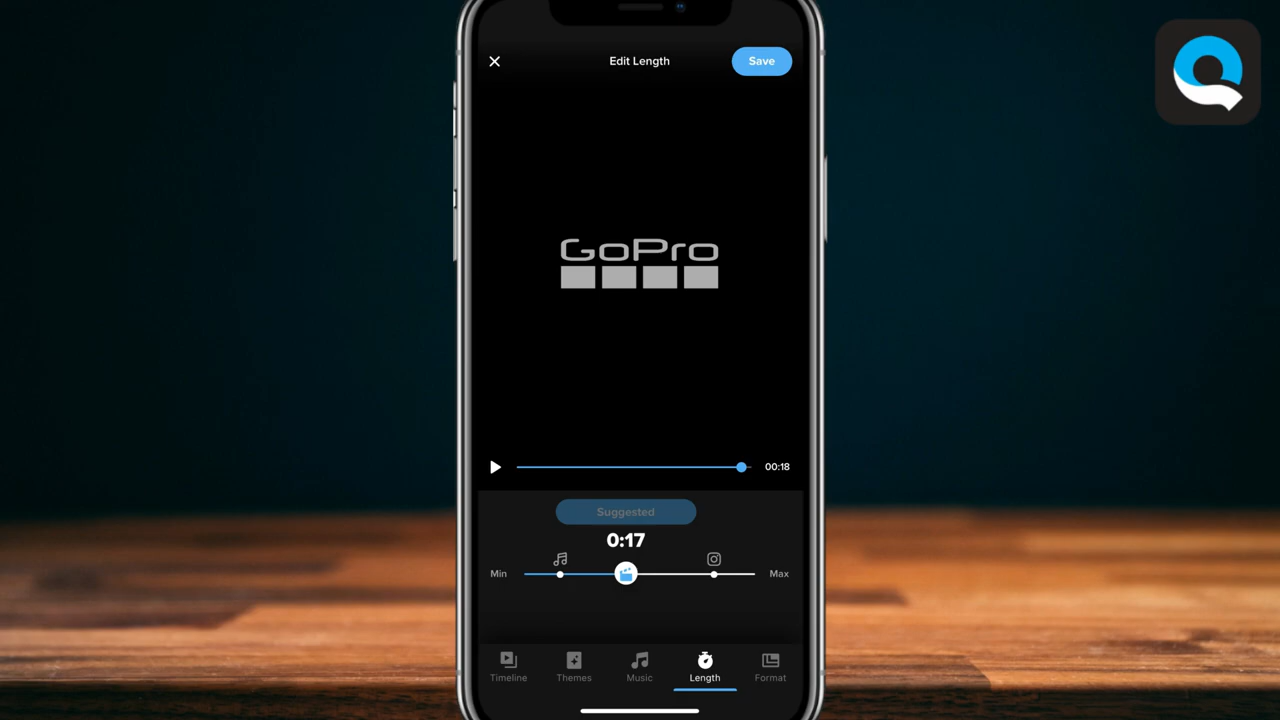 Edit Length
Save
GoPro
00:18
Suggested
0:17
Min
Max
Timeline
Themes
Music
Length
Format